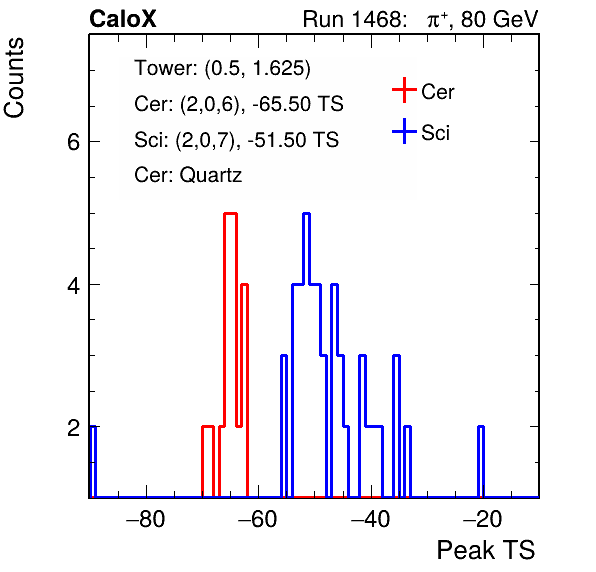 CaloX Run 1468: π⁺, 80 GeV
Counts
Tower: (0.5, 1.625)
Cer: (2,0,6), -65.50 TS
Sci: (2,0,7), -51.50 TS
Cer: Quartz
Cer
Sci
6
4
2
−80 −60 −40 −20
Peak TS